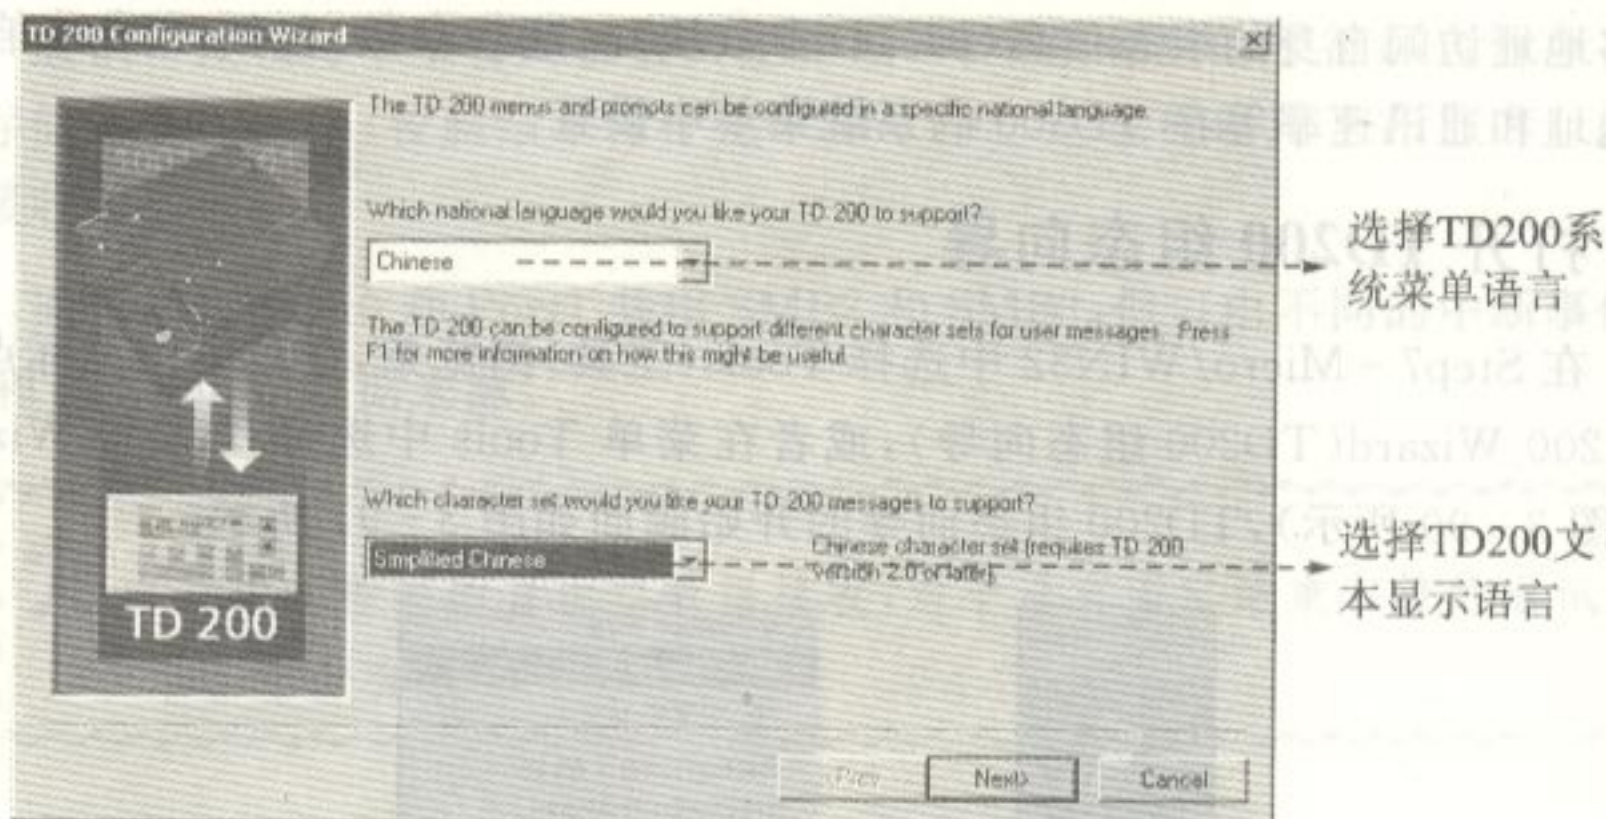 TD 200 Configuration Wizard
The TD 200 menus and prompts can be configured in a specific national language.
Which national language would you like your TD 200 to support?
Chinese
选择TD200系
统菜单语言
The TD 200 can be configured to support different character sets for user messages. Press
F1 for more information on how this might be useful.
Which character set would you like your TD 200 messages to support?
Simplified Chinese
Chinese character set (requires TD 200
version 2.0 or later).
选择TD200文
本显示语言
TD 200
<Prev
Next>
Cancel